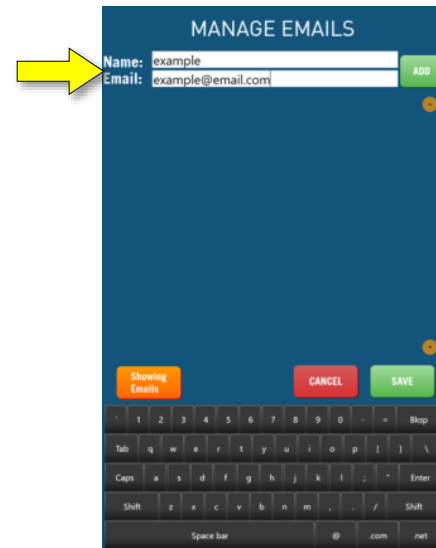 MANAGE EMAILS
Name: example
Email: example@email.com
ADD
Showing
Emails
CANCEL
SAVE
` 1 2 3 4 5 6 7 8 9 0 - = Bksp
Tab q w e r t y u i o p [ ] \
Caps a s d f g h j k l ; ' Enter
Shift z x c v b n m , . / Shift
Space bar @ .com .net